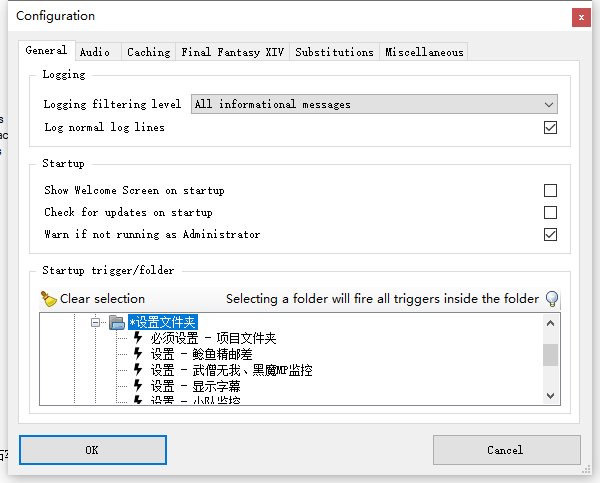 Configuration
General Audio Caching Final Fantasy XIV Substitutions Miscellaneous
Logging
Logging filtering level All informational messages
Log normal log lines
Startup
Show Welcome Screen on startup
Check for updates on startup
Warn if not running as Administrator
Startup trigger/folder
Clear selection Selecting a folder will fire all triggers inside the folder
*设置文件夹
必须设置 - 项目文件夹
设置 - 鲶鱼精邮差
设置 - 武僧无我、黑魔MP监控
设置 - 显示字幕
设置 - 小队监控
OK Cancel